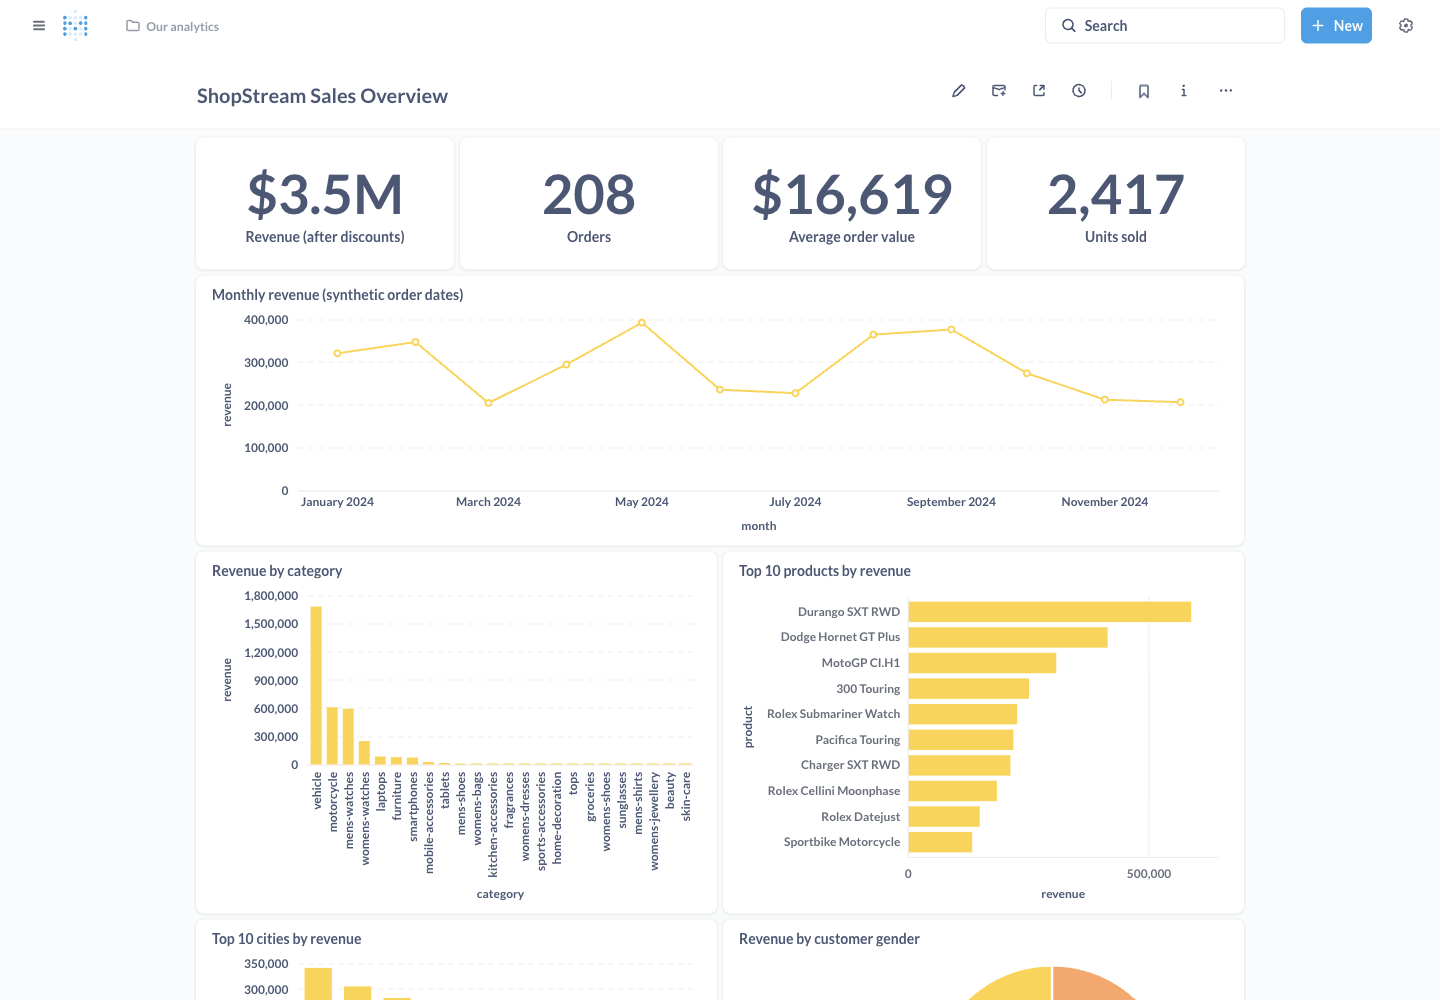 Our analytics
Search
New
ShopStream Sales Overview
$3.5M
Revenue (after discounts)
208
Orders
$16,619
Average order value
2,417
Units sold
Monthly revenue (synthetic order dates)
400,000
300,000
200,000
100,000
0
revenue
January 2024
March 2024
May 2024
July 2024
September 2024
November 2024
month
Revenue by category
1,800,000
1,500,000
1,200,000
900,000
600,000
300,000
0
revenue
vehicle
motorcycle
mens-watches
womens-watches
laptops
furniture
smartphones
mobile-accessories
tablets
mens-shoes
womens-bags
kitchen-accessories
fragrances
womens-dresses
sports-accessories
home-decoration
tops
groceries
womens-shoes
sunglasses
mens-shirts
womens-jewellery
beauty
skin-care
category
Top 10 products by revenue
product
Durango SXT RWD
Dodge Hornet GT Plus
MotoGP CI.H1
300 Touring
Rolex Submariner Watch
Pacifica Touring
Charger SXT RWD
Rolex Cellini Moonphase
Rolex Datejust
Sportbike Motorcycle
0
500,000
revenue
Top 10 cities by revenue
350,000
300,000
Revenue by customer gender